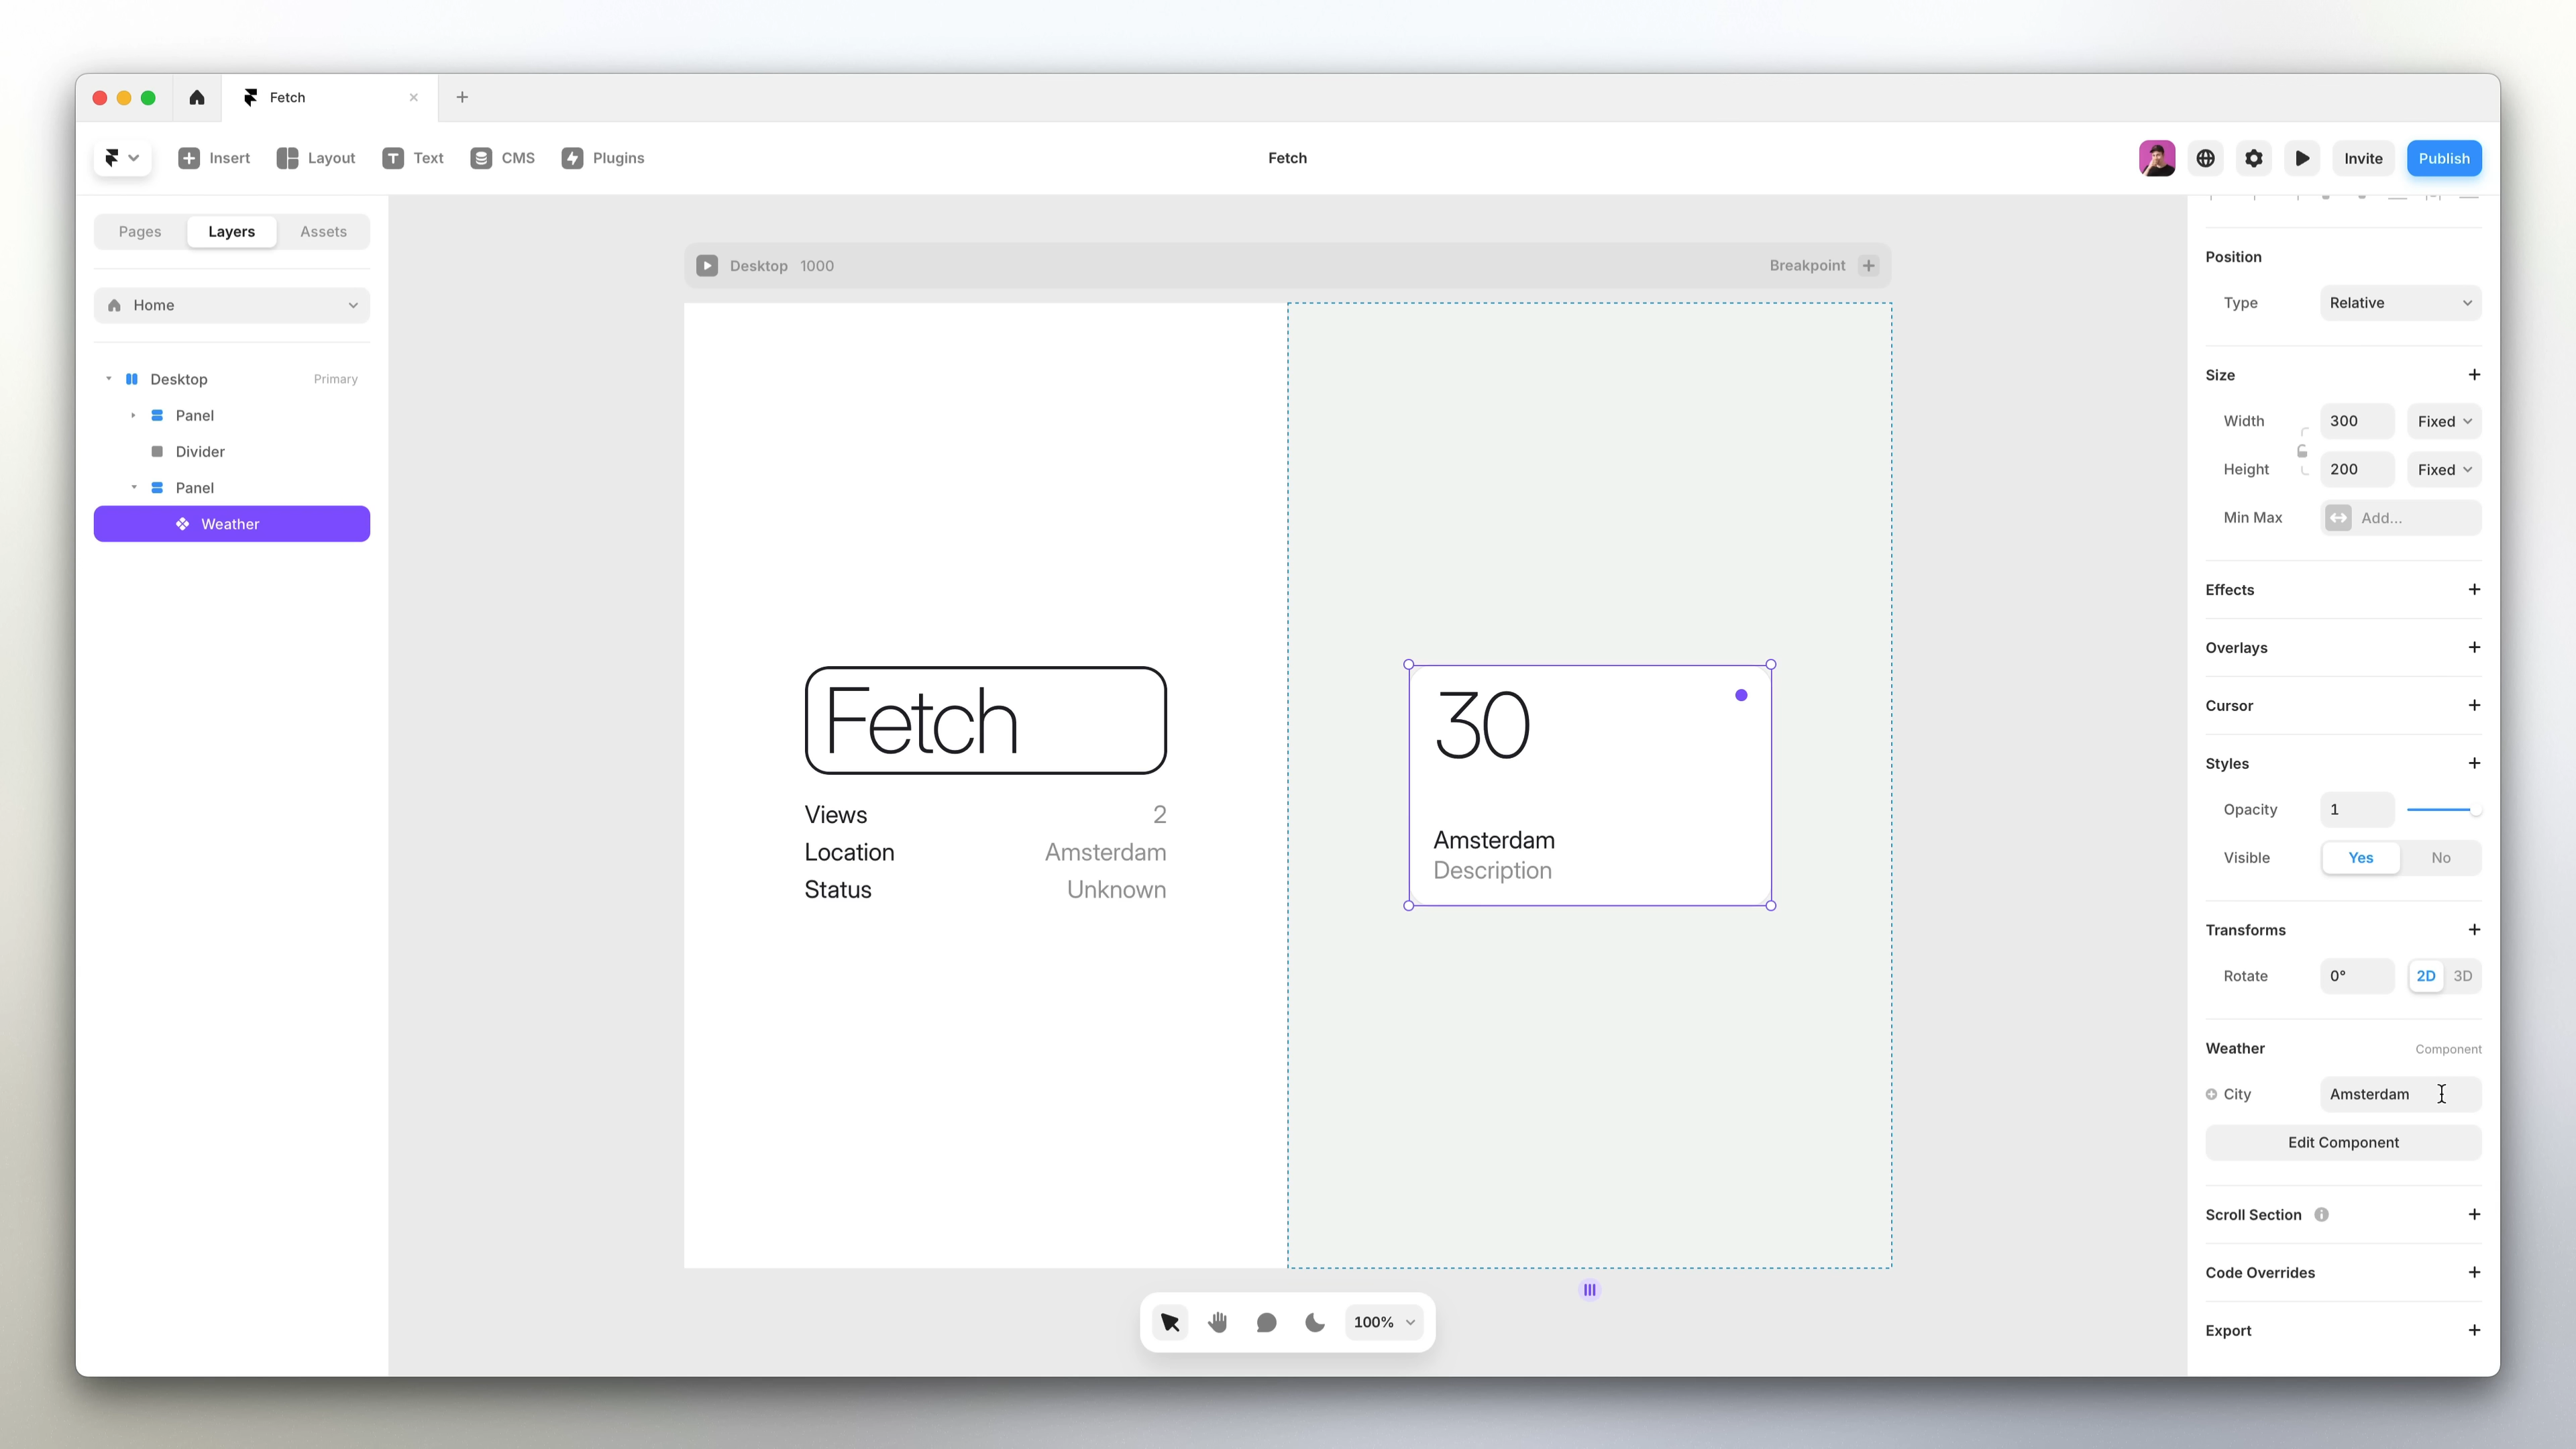 Fetch
Insert
Layout
Text
CMS
Plugins
Fetch
Invite
Publish
Pages
Layers
Assets
Home
Desktop Primary
Panel
Divider
Panel
Weather
Desktop 1000
Breakpoint
Fetch
Views 2
Location Amsterdam
Status Unknown
30
Amsterdam
Description
100%
Position
Type Relative
Size
Width 300 Fixed
Height 200 Fixed
Min Max Add...
Effects
Overlays
Cursor
Styles
Opacity 1
Visible Yes No
Transforms
Rotate 0° 2D 3D
Weather Component
City Amsterdam
Edit Component
Scroll Section
Code Overrides
Export